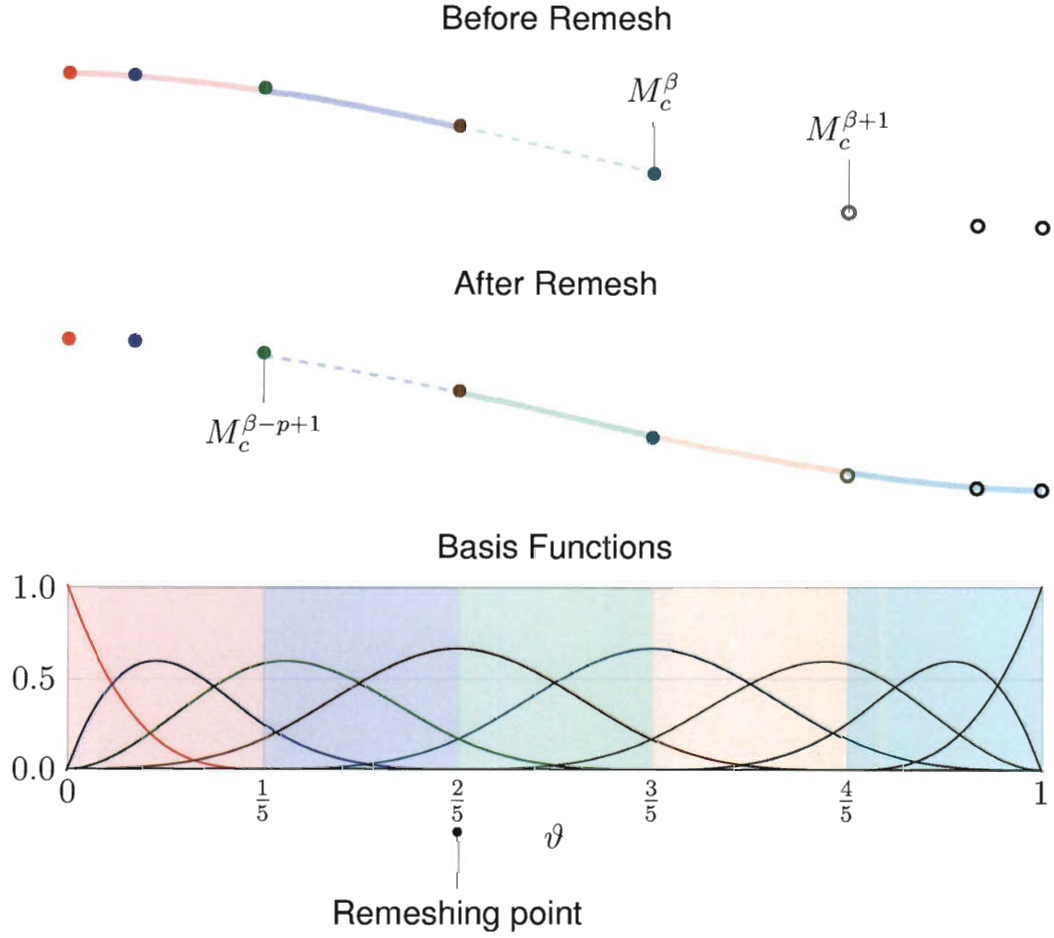 Before Remesh
M_c^β
M_c^{β+1}
After Remesh
M_c^{β−p+1}
Basis Functions
1.0
0.5
0.0
0 1/5 2/5 3/5 4/5 1
ϑ
Remeshing point